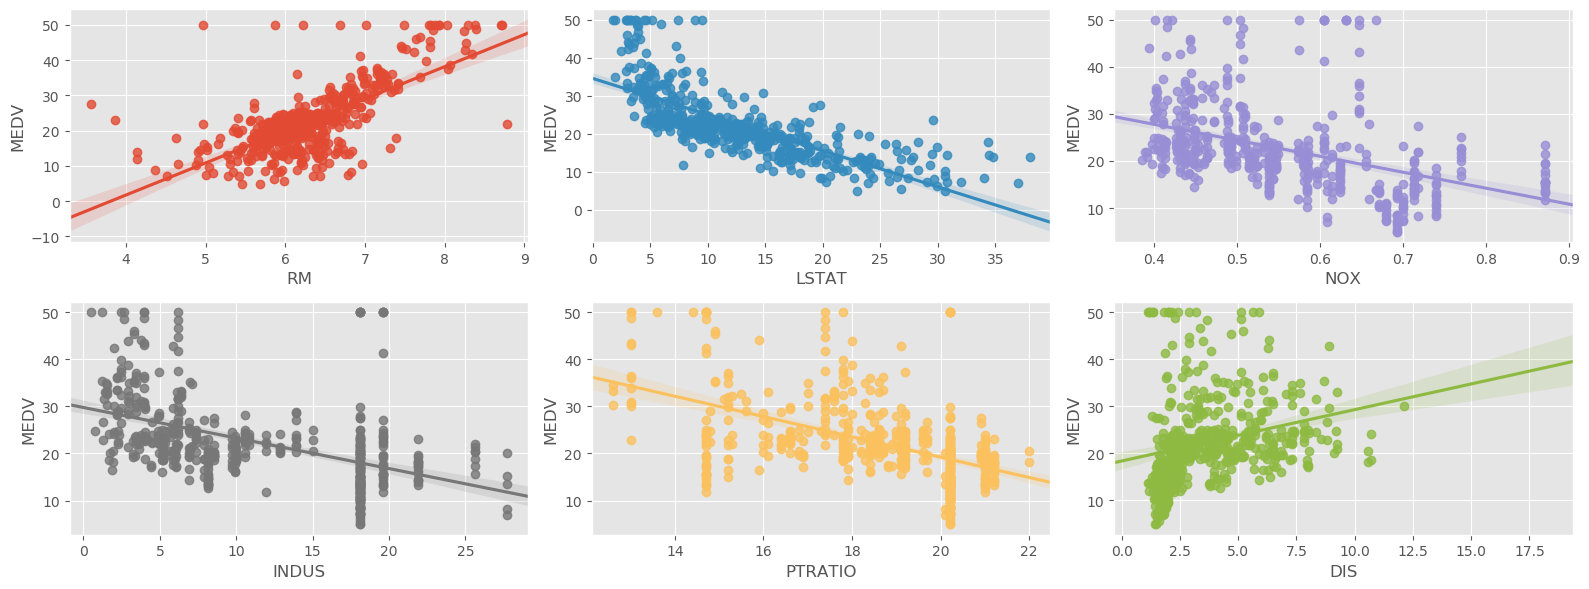 50
40
30
20
10
0
−10
MEDV
4 5 6 7 8 9
RM
50
40
30
20
10
0
MEDV
0 5 10 15 20 25 30 35
LSTAT
50
40
30
20
10
MEDV
0.4 0.5 0.6 0.7 0.8 0.9
NOX
50
40
30
20
10
MEDV
0 5 10 15 20 25
INDUS
50
40
30
20
10
MEDV
14 16 18 20 22
PTRATIO
50
40
30
20
10
MEDV
0.0 2.5 5.0 7.5 10.0 12.5 15.0 17.5
DIS